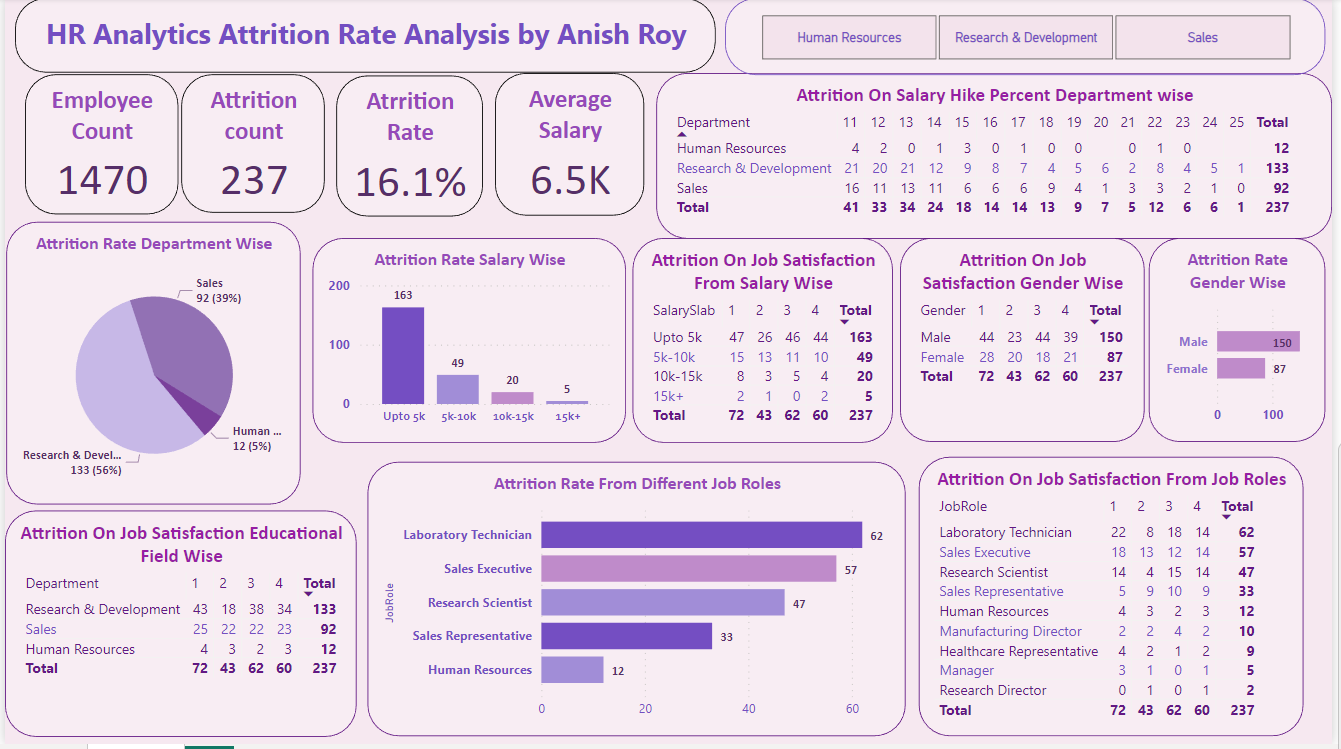 HR Analytics Attrition Rate Analysis by Anish Roy
Human Resources
Research & Development
Sales
Employee
Count
1470
Attrition
count
237
Atrrition
Rate
16.1%
Average
Salary
6.5K
Attrition On Salary Hike Percent Department wise
Department 11 12 13 14 15 16 17 18 19 20 21 22 23 24 25 Total
Human Resources 4 2 0 1 3 0 1 0 0 0 1 0 12
Research & Development 21 20 21 12 9 8 7 4 5 6 2 8 4 5 1 133
Sales 16 11 13 11 6 6 6 9 4 1 3 3 2 1 0 92
Total 41 33 34 24 18 14 14 13 9 7 5 12 6 6 1 237
Attrition Rate Department Wise
Sales
92 (39%)
Human ...
12 (5%)
Research & Devel...
133 (56%)
Attrition Rate Salary Wise
200
100
0
163
49
20
5
Upto 5k 5k-10k 10k-15k 15k+
Attrition On Job Satisfaction
From Salary Wise
SalarySlab 1 2 3 4 Total
Upto 5k 47 26 46 44 163
5k-10k 15 13 11 10 49
10k-15k 8 3 5 4 20
15k+ 2 1 0 2 5
Total 72 43 62 60 237
Attrition On Job
Satisfaction Gender Wise
Gender 1 2 3 4 Total
Male 44 23 44 39 150
Female 28 20 18 21 87
Total 72 43 62 60 237
Attrition Rate
Gender Wise
Male 150
Female 87
0 100
Attrition On Job Satisfaction Educational
Field Wise
Department 1 2 3 4 Total
Research & Development 43 18 38 34 133
Sales 25 22 22 23 92
Human Resources 4 3 2 3 12
Total 72 43 62 60 237
Attrition Rate From Different Job Roles
JobRole
Laboratory Technician 62
Sales Executive 57
Research Scientist 47
Sales Representative 33
Human Resources 12
0 20 40 60
Attrition On Job Satisfaction From Job Roles
JobRole 1 2 3 4 Total
Laboratory Technician 22 8 18 14 62
Sales Executive 18 13 12 14 57
Research Scientist 14 4 15 14 47
Sales Representative 5 9 10 9 33
Human Resources 4 3 2 3 12
Manufacturing Director 2 2 4 2 10
Healthcare Representative 4 2 1 2 9
Manager 3 1 0 1 5
Research Director 0 1 0 1 2
Total 72 43 62 60 237